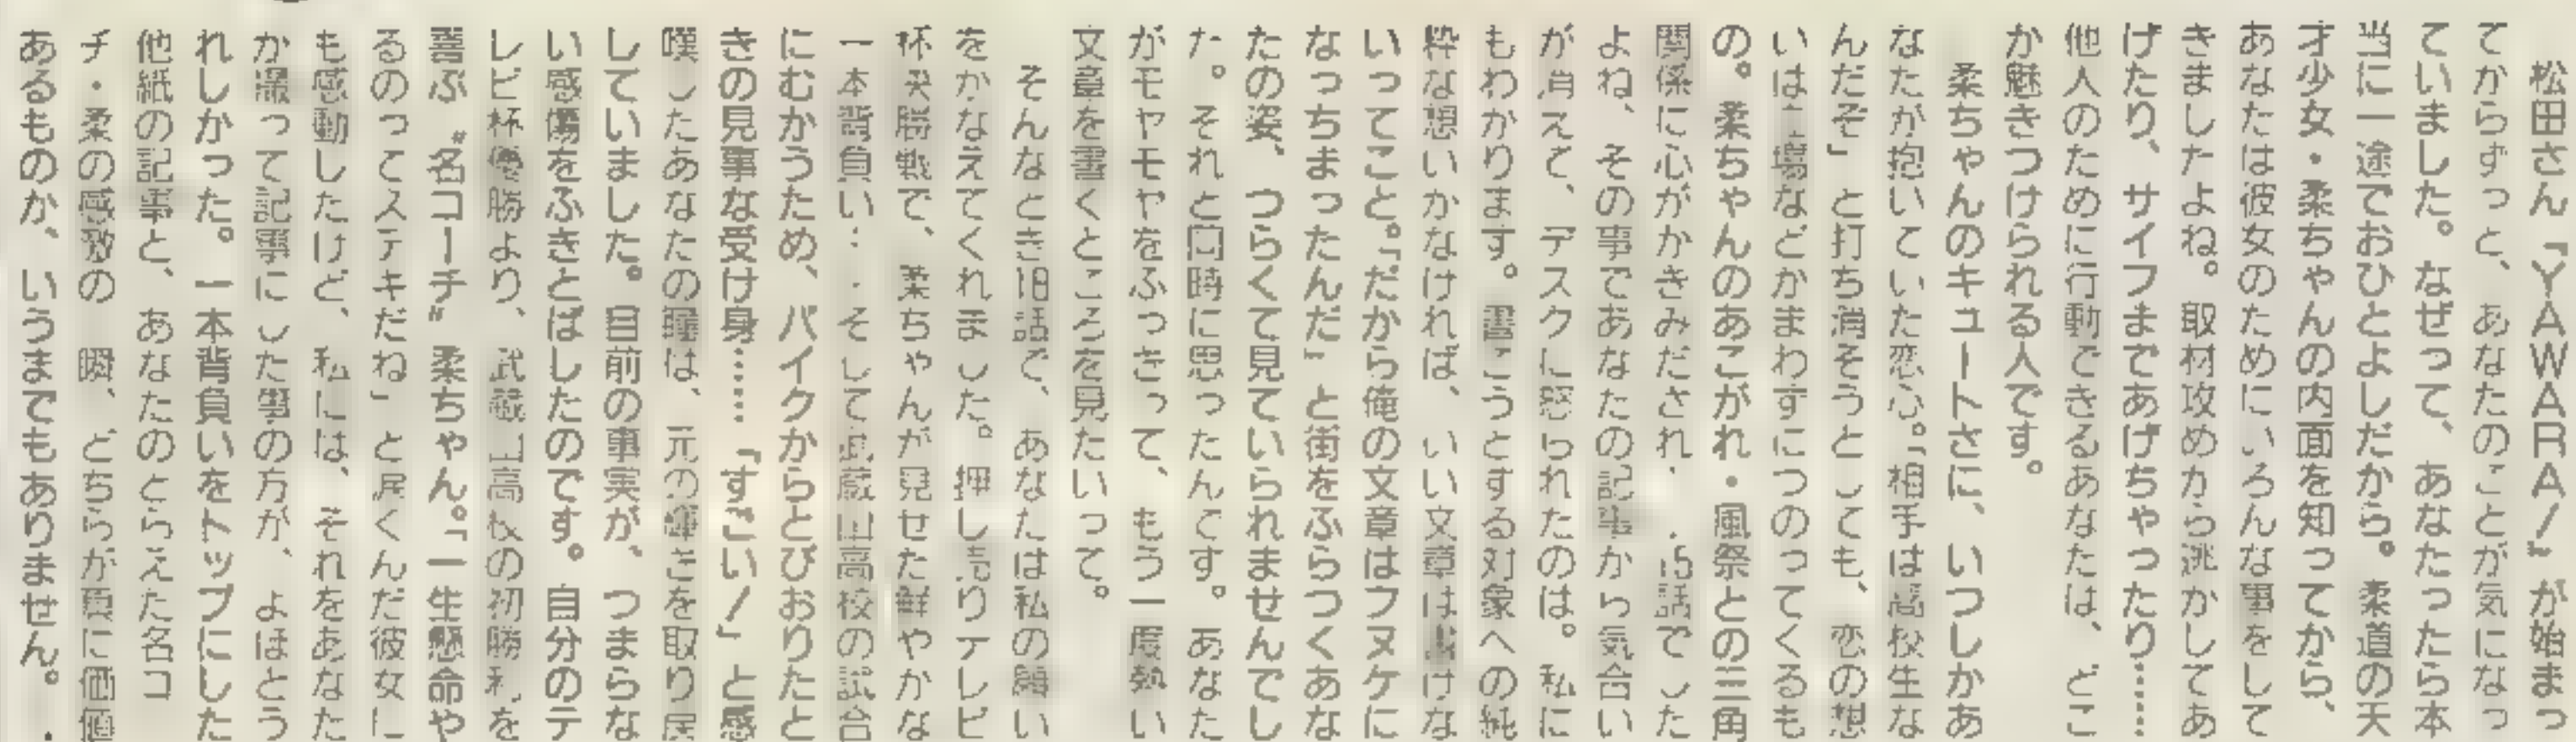 松田さん『YAWARA!』が始まっ
てからずっと、あなたのことが気になっ
ていました。なぜって、あなたったら本
当に一途でおひとよしだから。柔道の天
才少女・柔ちゃんの内面を知ってから、
あなたは彼女のためにいろんな事をして
きましたよね。取材攻めから逃がしてあ
げたり、サイフまであげちゃったり……
他人のために行動できるあなたは、どこ
か魅きつけられる人です。
柔ちゃんのキュートさに、いつしかあ
なたが抱いていた恋心。「相手は高校生な
んだぞ」と打ち消そうとしても、恋の想
いは立場などかまわずにつのってくるも
の。柔ちゃんのあこがれ・風祭との三角
関係に心がかきみだされ‥15話でした
よね、その事であなたの記事から気合い
が消えて、デスクに怒られたのは。私に
もわかります。書こうとする対象への純
粋な想いがなければ、いい文章は書けな
いってこと。「だから俺の文章はフヌケに
なっちまったんだ」と街をふらつくあな
たの姿、つらくて見ていられませんでし
た。それと同時に思ったんです。あなた
がモヤモヤをふっきって、もう一度熱い
文章を書くところを見たいって。
そんなとき18話で、あなたは私の願い
をかなえてくれました。押し売りテレビ
杯決勝戦で、柔ちゃんが見せた鮮やかな
一本背負い‥‥そして武蔵山高校の試合
にむかうため、バイクからとびおりたと
きの見事な受け身……「すごい!」と感
嘆したあなたの瞳は、元の輝きを取り戻
していました。目前の事実が、つまらな
い感傷をふきとばしたのです。自分のテ
レビ杯優勝より、武蔵山高校の初勝利を
喜ぶ〝名コーチ〟柔ちゃん。「一生懸命や
るのってステキだね」と涙ぐんだ彼女に
も感動したけど、私には、それをあなた
が撮って記事にした事の方が、よほどう
れしかった。一本背負いをトップにした
他紙の記事と、あなたのとらえた名コー
チ・柔の感激の一瞬、どちらが真に価値
あるものか、いうまでもありません。